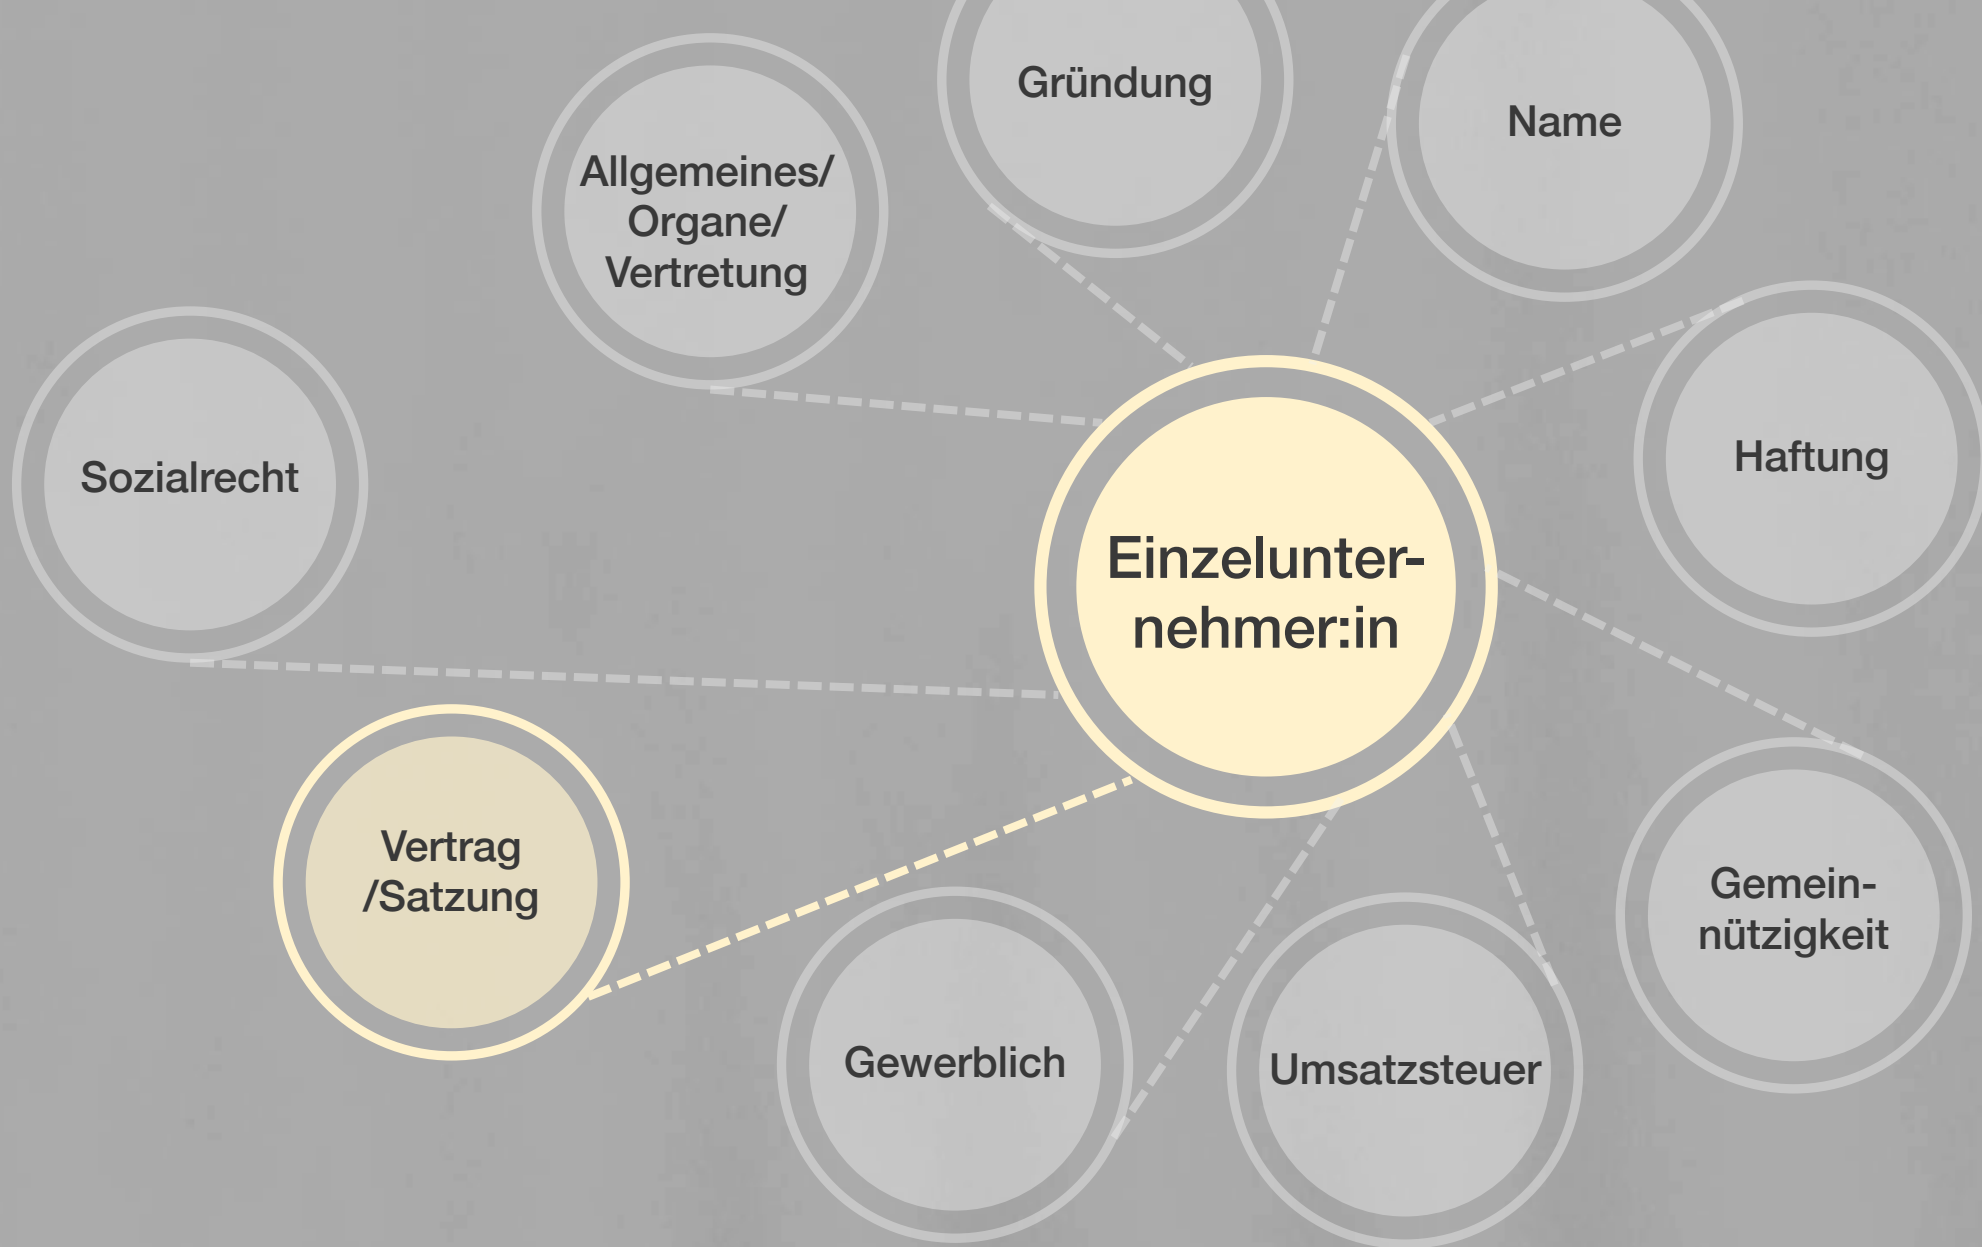 Gründung
Name
Allgemeines/
Organe/
Vertretung
Haftung
Sozialrecht
Einzelunter-
nehmer:in
Vertrag
/Satzung
Gemein-
nützigkeit
Gewerblich
Umsatzsteuer